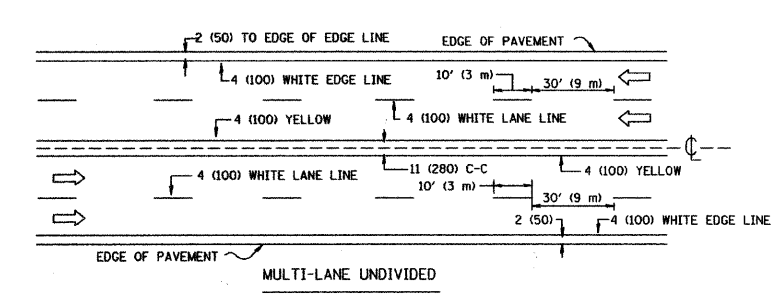 2 (50) TO EDGE OF EDGE LINE
EDGE OF PAVEMENT
4 (100) WHITE EDGE LINE
10' (3 m)
30' (9 m)
4 (100) YELLOW
4 (100) WHITE LANE LINE
℄
11 (280) C-C
4 (100) WHITE LANE LINE
4 (100) YELLOW
10' (3 m)
30' (9 m)
2 (50)
4 (100) WHITE EDGE LINE
EDGE OF PAVEMENT
MULTI-LANE UNDIVIDED